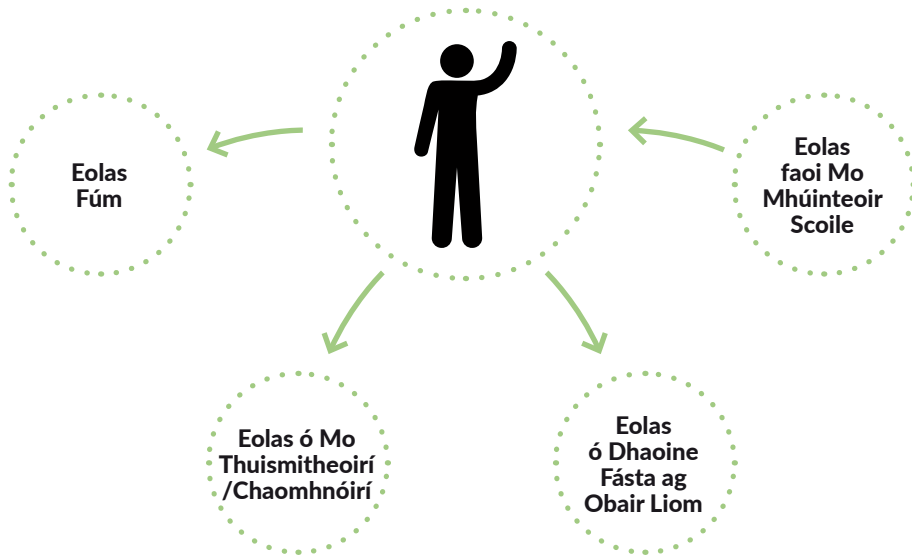 Eolas
Fúm
Eolas
faoi Mo
Mhúinteoir
Scoile
Eolas ó Mo
Thuismitheoirí
/Chaomhnóirí
Eolas
ó Dhaoine
Fásta ag
Obair Liom